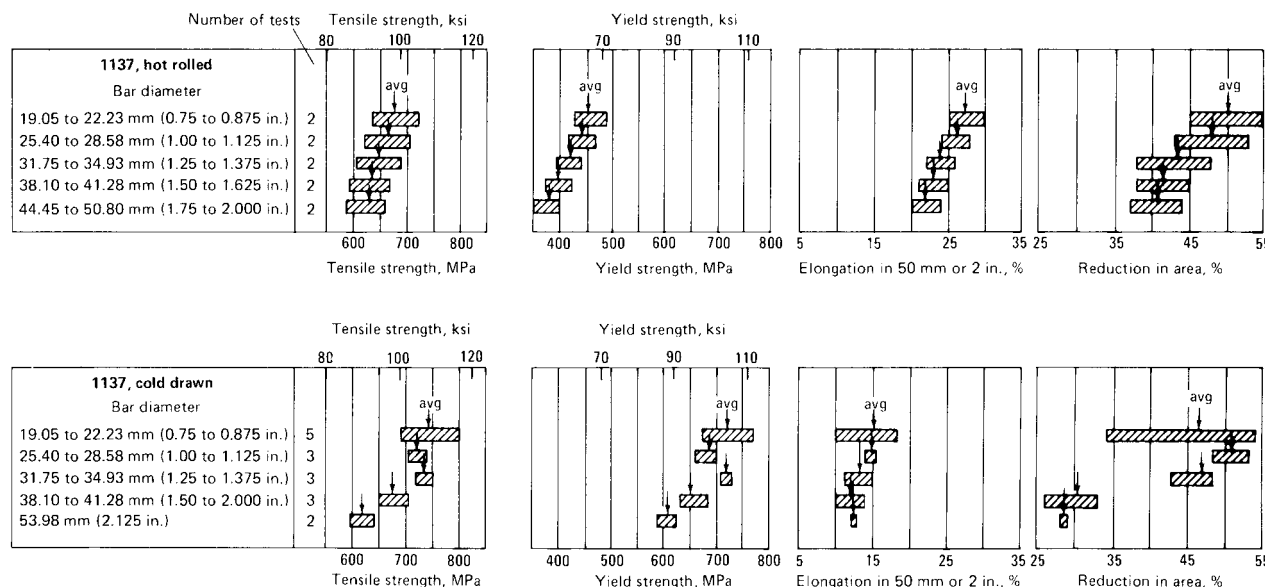 Number of tests
Tensile strength, ksi
Yield strength, ksi
80 100 120
70 90 110
1137, hot rolled
Bar diameter
avg avg avg avg
19.05 to 22.23 mm (0.75 to 0.875 in.) 2
25.40 to 28.58 mm (1.00 to 1.125 in.) 2
31.75 to 34.93 mm (1.25 to 1.375 in.) 2
38.10 to 41.28 mm (1.50 to 1.625 in.) 2
44.45 to 50.80 mm (1.75 to 2.000 in.) 2
600 700 800
400 500 600 700 800
5 15 25 35
25 35 45 55
Tensile strength, MPa
Yield strength, MPa
Elongation in 50 mm or 2 in., %
Reduction in area, %
Tensile strength, ksi
Yield strength, ksi
80 100 120
70 90 110
1137, cold drawn
Bar diameter
avg avg avg avg
19.05 to 22.23 mm (0.75 to 0.875 in.) 5
25.40 to 28.58 mm (1.00 to 1.125 in.) 3
31.75 to 34.93 mm (1.25 to 1.375 in.) 3
38.10 to 41.28 mm (1.50 to 2.000 in.) 3
53.98 mm (2.125 in.) 2
600 700 800
400 500 600 700 800
5 15 25 35
25 35 45 55
Tensile strength, MPa
Yield strength, MPa
Elongation in 50 mm or 2 in., %
Reduction in area, %